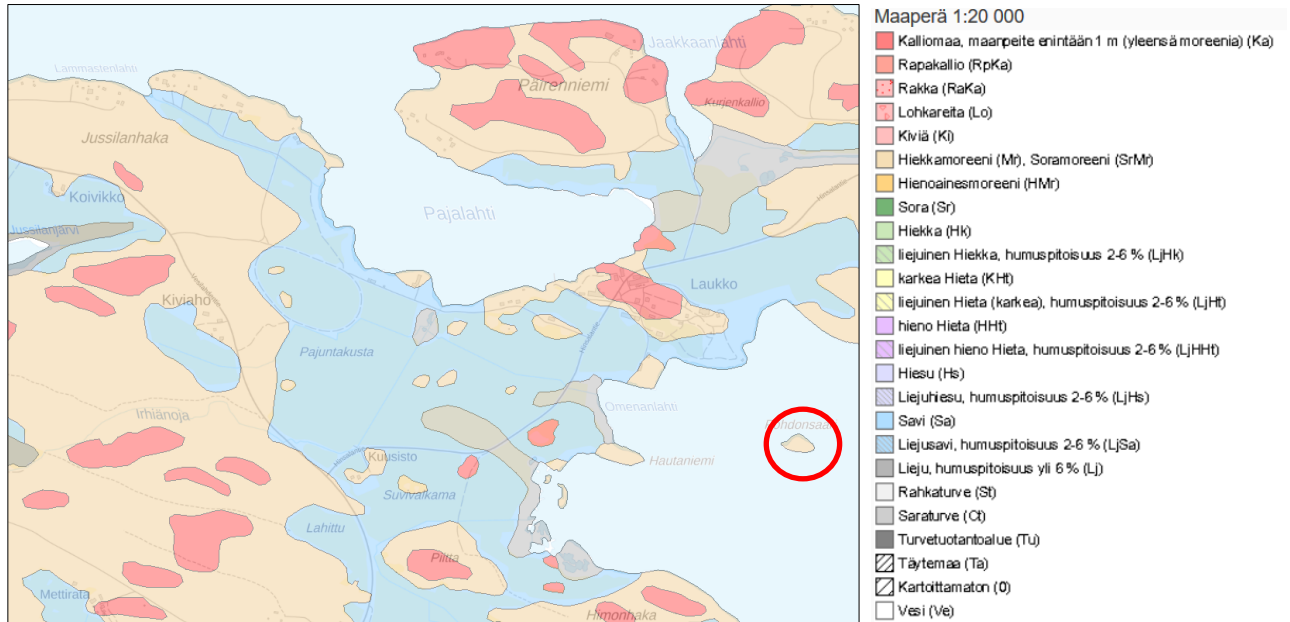 Maaperä 1:20 000
Kalliomaa, maanpeite enintään 1 m (yleensä moreenia) (Ka)
Rapakallio (RpKa)
Rakka (RaKa)
Lohkareita (Lo)
Kiviä (Ki)
Hiekkamoreeni (Mr), Soramoreeni (SrMr)
Hienoainesmoreeni (HMr)
Sora (Sr)
Hiekka (Hk)
liejuinen Hiekka, humuspitoisuus 2-6 % (LjHk)
karkea Hieta (KHt)
liejuinen Hieta (karkea), humuspitoisuus 2-6 % (LjHt)
hieno Hieta (HHt)
liejuinen hieno Hieta, humuspitoisuus 2-6 % (LjHHt)
Hiesu (Hs)
Liejuhiesu, humuspitoisuus 2-6 % (LjHs)
Savi (Sa)
Liejusavi, humuspitoisuus 2-6 % (LjSa)
Lieju, humuspitoisuus yli 6 % (Lj)
Rahkaturve (St)
Saraturve (Ct)
Turvetuotantoalue (Tu)
Täytemaa (Ta)
Kartoittamaton (0)
Vesi (Ve)
Jaakkaanlahti
Lammastenlahti
Päirenniemi
Kurjenkallio
Jussilanhaka
Koivikko
Pajalahti
Jussilanjärvi
Laukko
Kiviaho
Pajuntakusta
Omenanlahti
Irhiänoja
Kuusisto
Hautaniemi
Suvivalkama
Lahittu
Piitta
Mettirata
Himonhaka